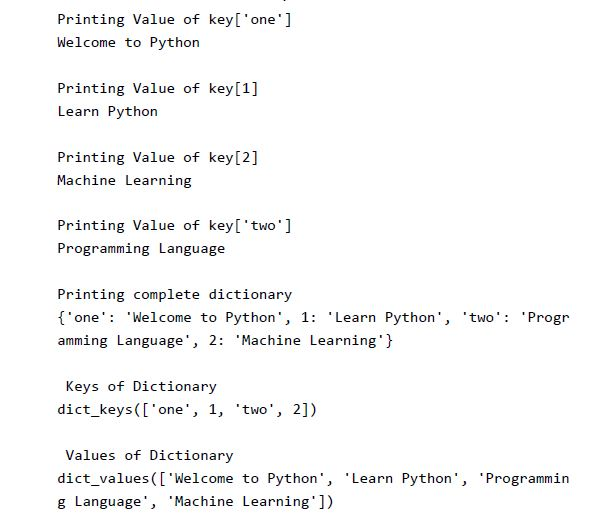 Printing Value of key['one']
Welcome to Python
Printing Value of key[1]
Learn Python
Printing Value of key[2]
Machine Learning
Printing Value of key['two']
Programming Language
Printing complete dictionary
{'one': 'Welcome to Python', 1: 'Learn Python', 'two': 'Progr
amming Language', 2: 'Machine Learning'}
Keys of Dictionary
dict_keys(['one', 1, 'two', 2])
Values of Dictionary
dict_values(['Welcome to Python', 'Learn Python', 'Programmin
g Language', 'Machine Learning'])